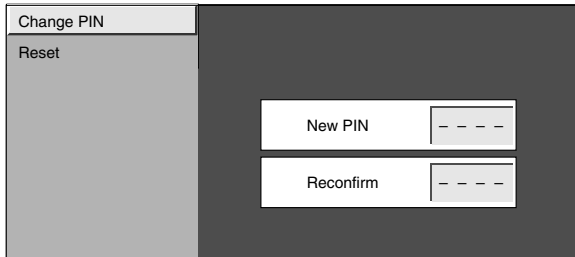 Change PIN
Reset
New PIN – – – –
Reconfirm – – – –